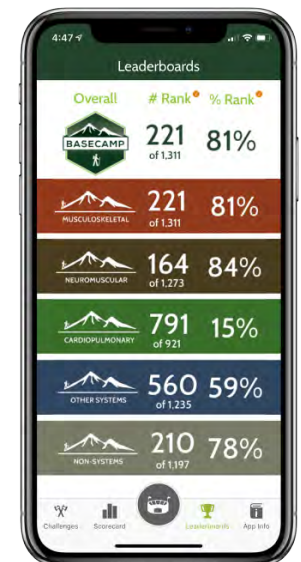 4:47
Leaderboards
Overall # Rank % Rank
BASECAMP 221 of 1,311 81%
MUSCULOSKELETAL 221 of 1,311 81%
NEUROMUSCULAR 164 of 1,273 84%
CARDIOPULMONARY 791 of 921 15%
OTHER SYSTEMS 560 of 1,235 59%
NON-SYSTEMS 210 of 1,197 78%
Challenges Scorecard Leaderboards App Info